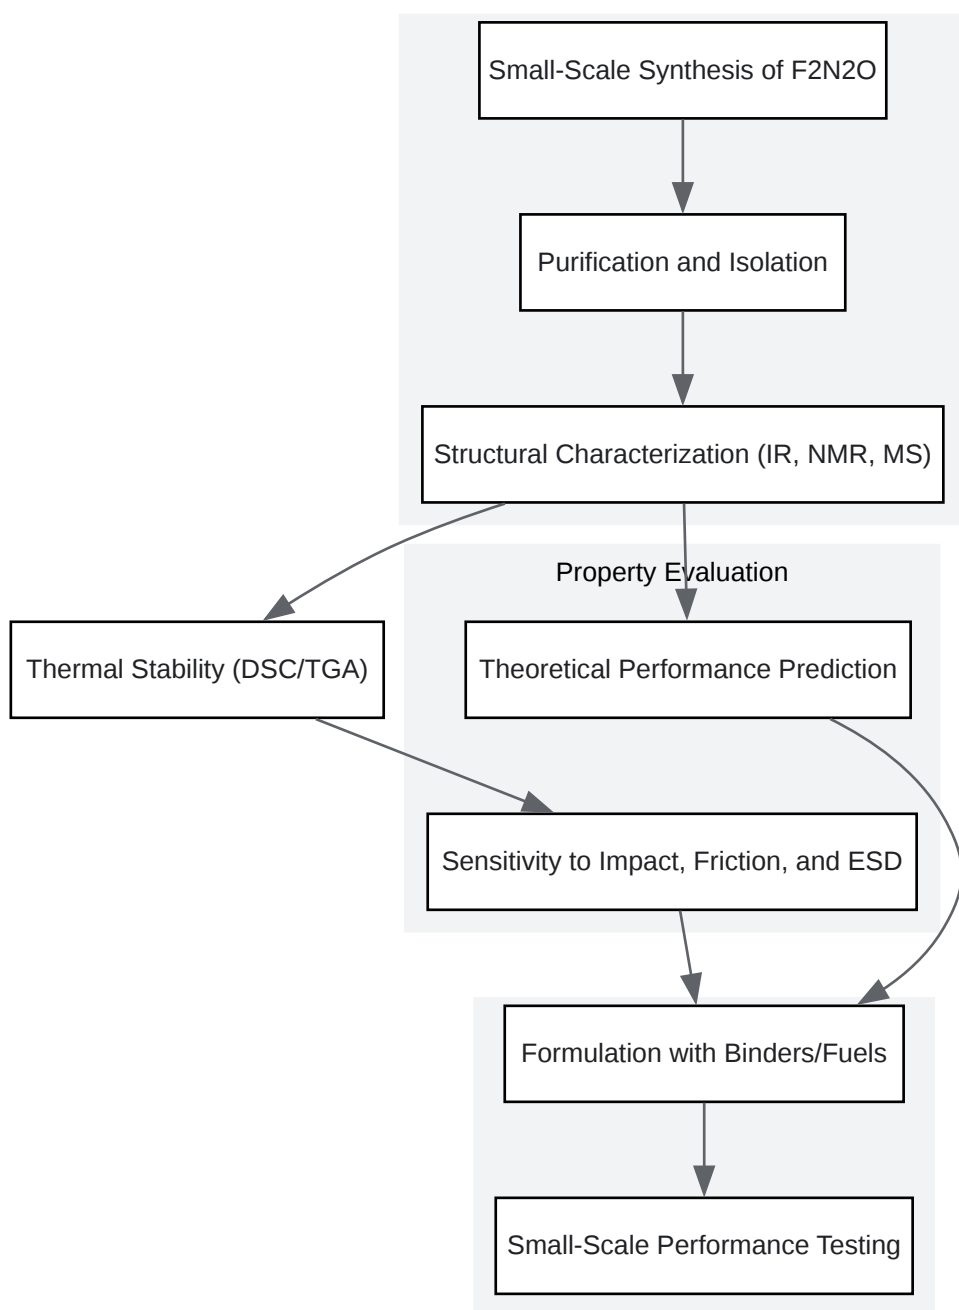 Small-Scale Synthesis of F2N2O
Purification and Isolation
Structural Characterization (IR, NMR, MS)
Property Evaluation
Thermal Stability (DSC/TGA)
Theoretical Performance Prediction
Sensitivity to Impact, Friction, and ESD
Formulation with Binders/Fuels
Small-Scale Performance Testing